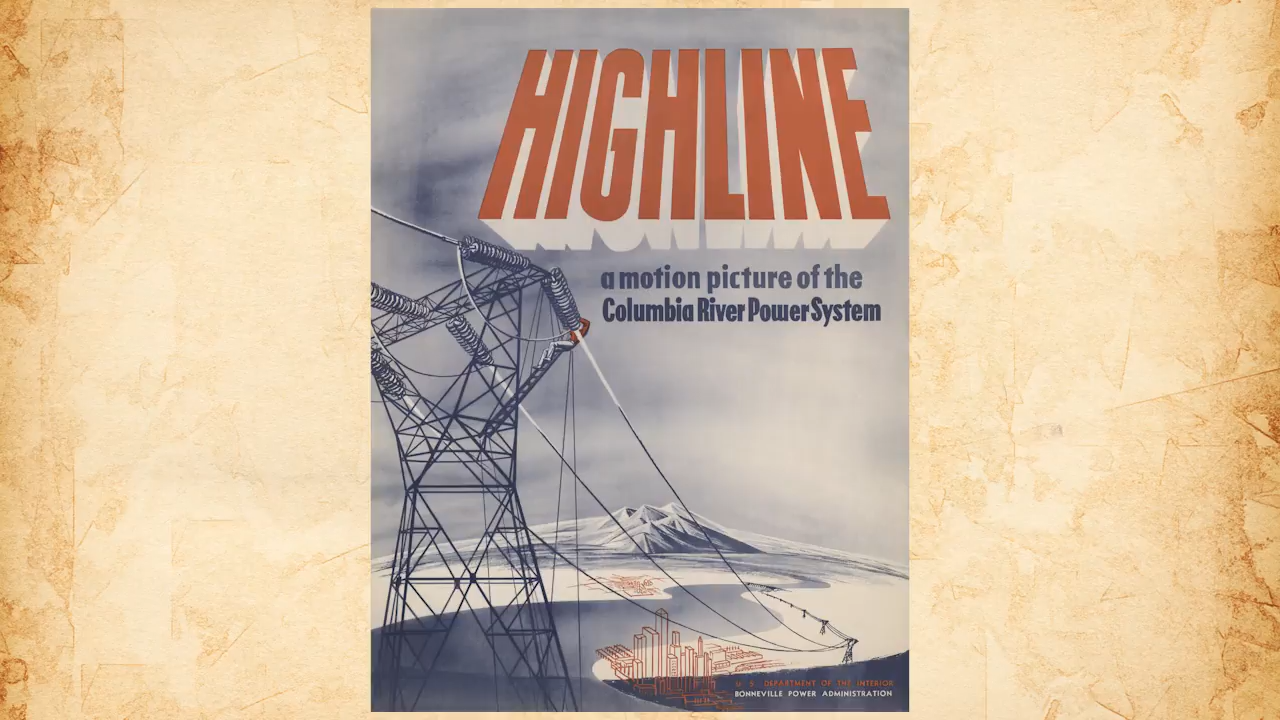 HIGHLINE
a motion picture of the
Columbia River Power System
U. S. DEPARTMENT OF THE INTERIOR
BONNEVILLE POWER ADMINISTRATION